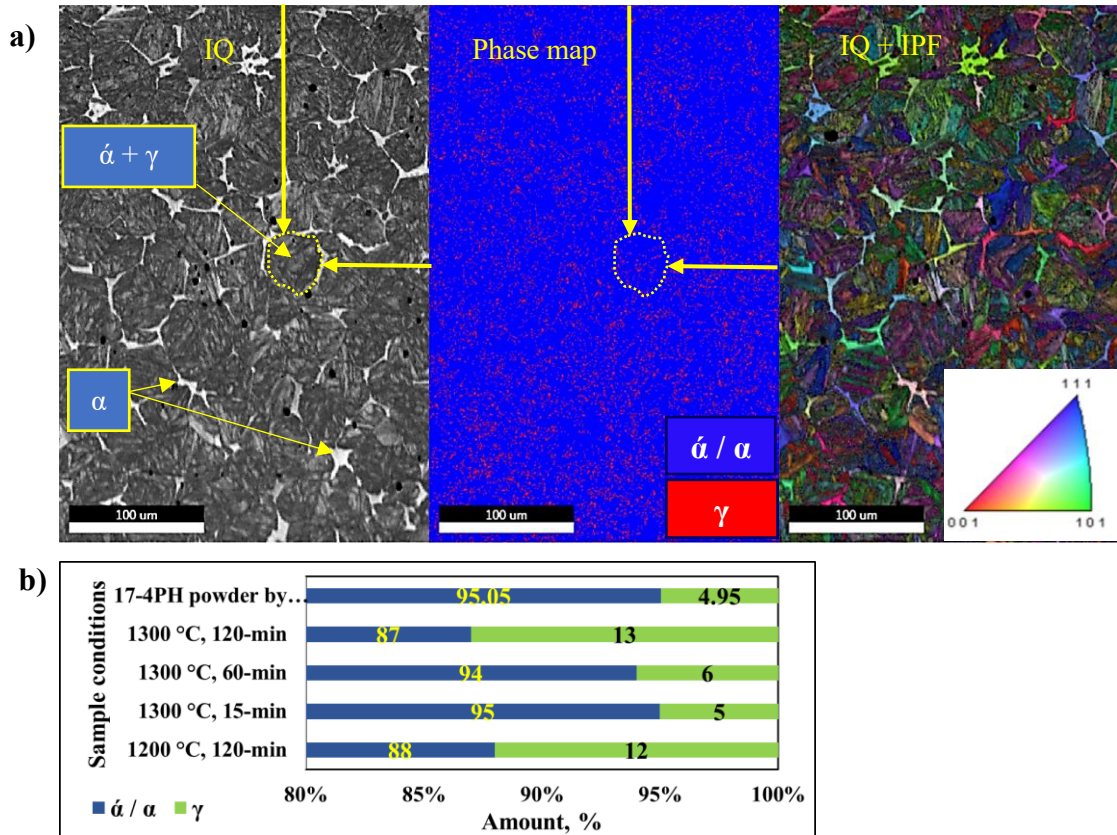 a)
IQ
Phase map
IQ + IPF
ά + γ
α
ά / α
γ
111
001
101
100 um
100 um
100 um
b)
Sample conditions
17-4PH powder by…
95.05
4.95
1300 °C, 120-min
87
13
1300 °C, 60-min
94
6
1300 °C, 15-min
95
5
1200 °C, 120-min
88
12
80%
85%
90%
95%
100%
ά / α
γ
Amount, %